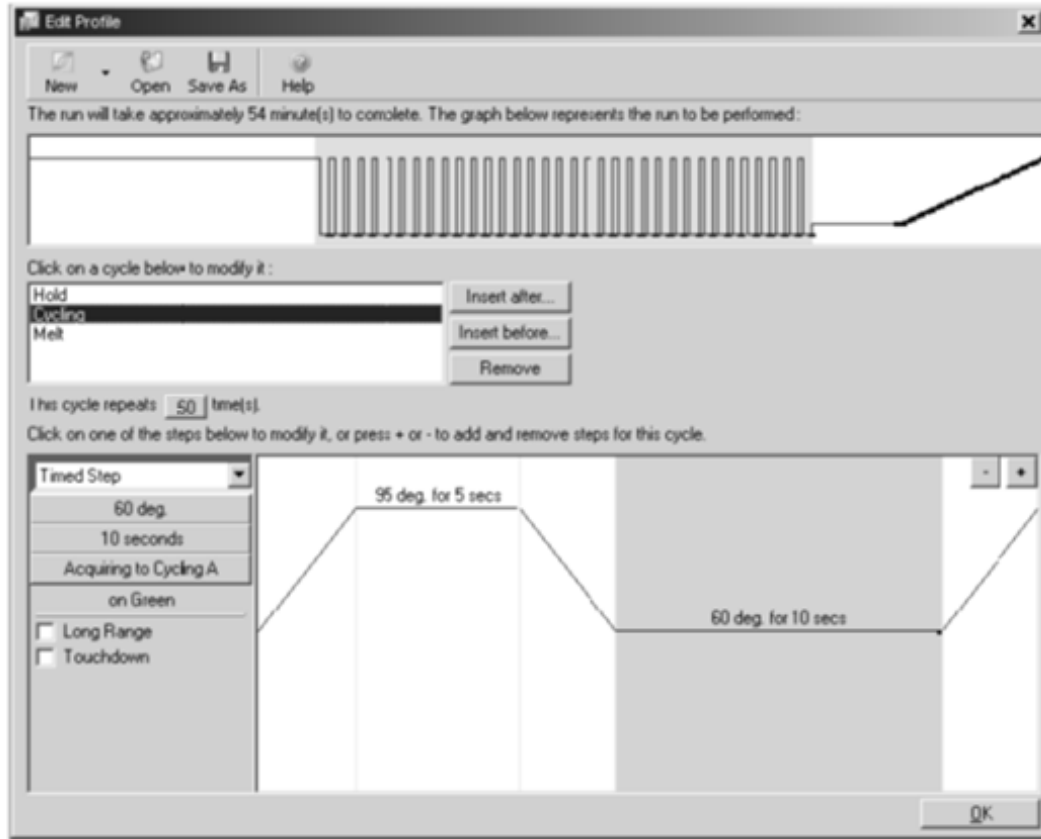 Edit Profile
New Open Save As Help
The run will take approximately 54 minute(s) to complete. The graph below represents the run to be performed:
Click on a cycle below to modify it :
Hold
Cycling
Melt
Insert after...
Insert before...
Remove
This cycle repeats 50 time(s).
Click on one of the steps below to modify it, or press + or - to add and remove steps for this cycle.
Timed Step
60 deg.
10 seconds
Acquiring to Cycling A
on Green
Long Range
Touchdown
- +
95 deg. for 5 secs
60 deg. for 10 secs
OK